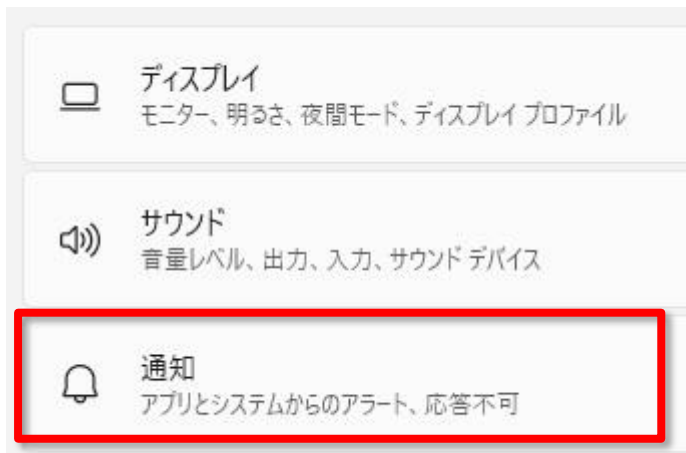 ディスプレイ
モニター、明るさ、夜間モード、ディスプレイ プロファイル
サウンド
音量レベル、出力、入力、サウンド デバイス
通知
アプリとシステムからのアラート、応答不可